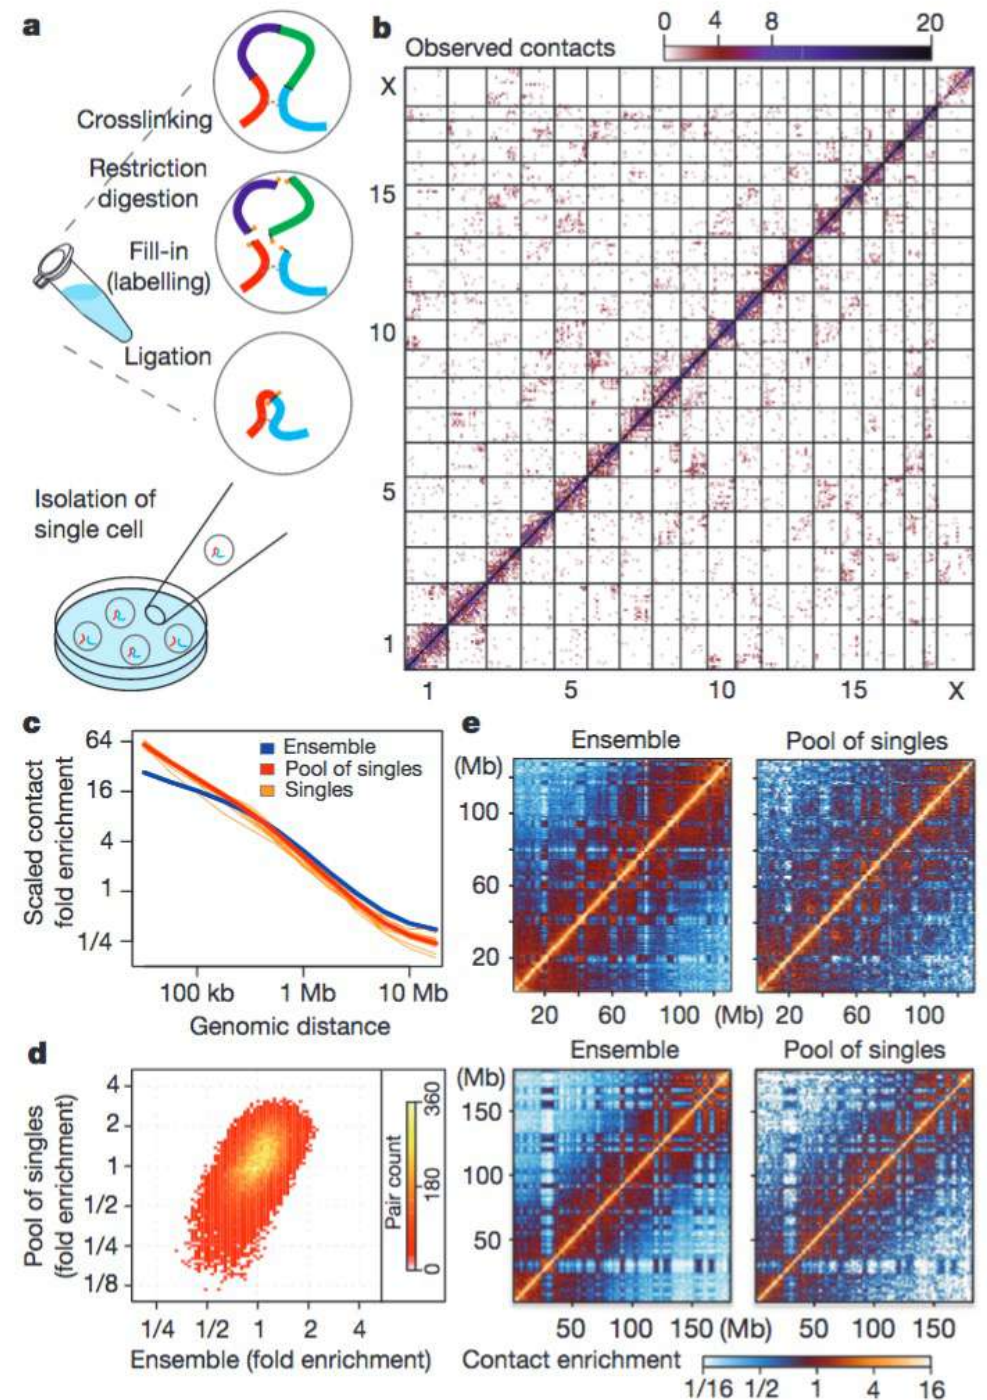 a
Crosslinking
Restriction
digestion
Fill-in
(labelling)
Ligation
Isolation of
single cell
b
Observed contacts
0 4 8 20
X
15
10
5
1
1 5 10 15 X
c
Scaled contact
fold enrichment
64
16
4
1
1/4
Ensemble
Pool of singles
Singles
100 kb 1 Mb 10 Mb
Genomic distance
d
Pool of singles
(fold enrichment)
4
2
1
1/2
1/4
1/8
1/4 1/2 1 2 4
Ensemble (fold enrichment)
Pair count
360
180
0
e
Ensemble Pool of singles
(Mb)
100
60
20
20 60 100 (Mb) 20 60 100
Ensemble Pool of singles
(Mb)
150
100
50
50 100 150 (Mb) 50 100 150
Contact enrichment
1/16 1/2 1 4 16